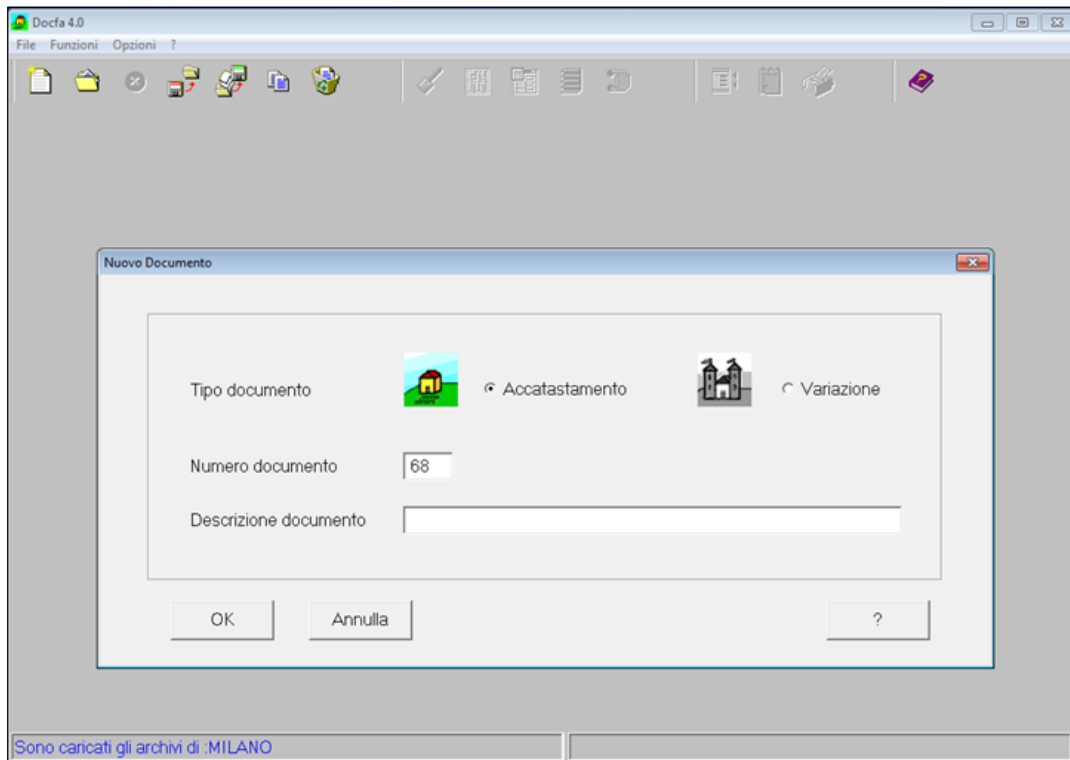 Docfa 4.0
File Funzioni Opzioni ?
Nuovo Documento
Tipo documento Accatastamento Variazione
Numero documento 68
Descrizione documento
OK Annulla ?
Sono caricati gli archivi di :MILANO